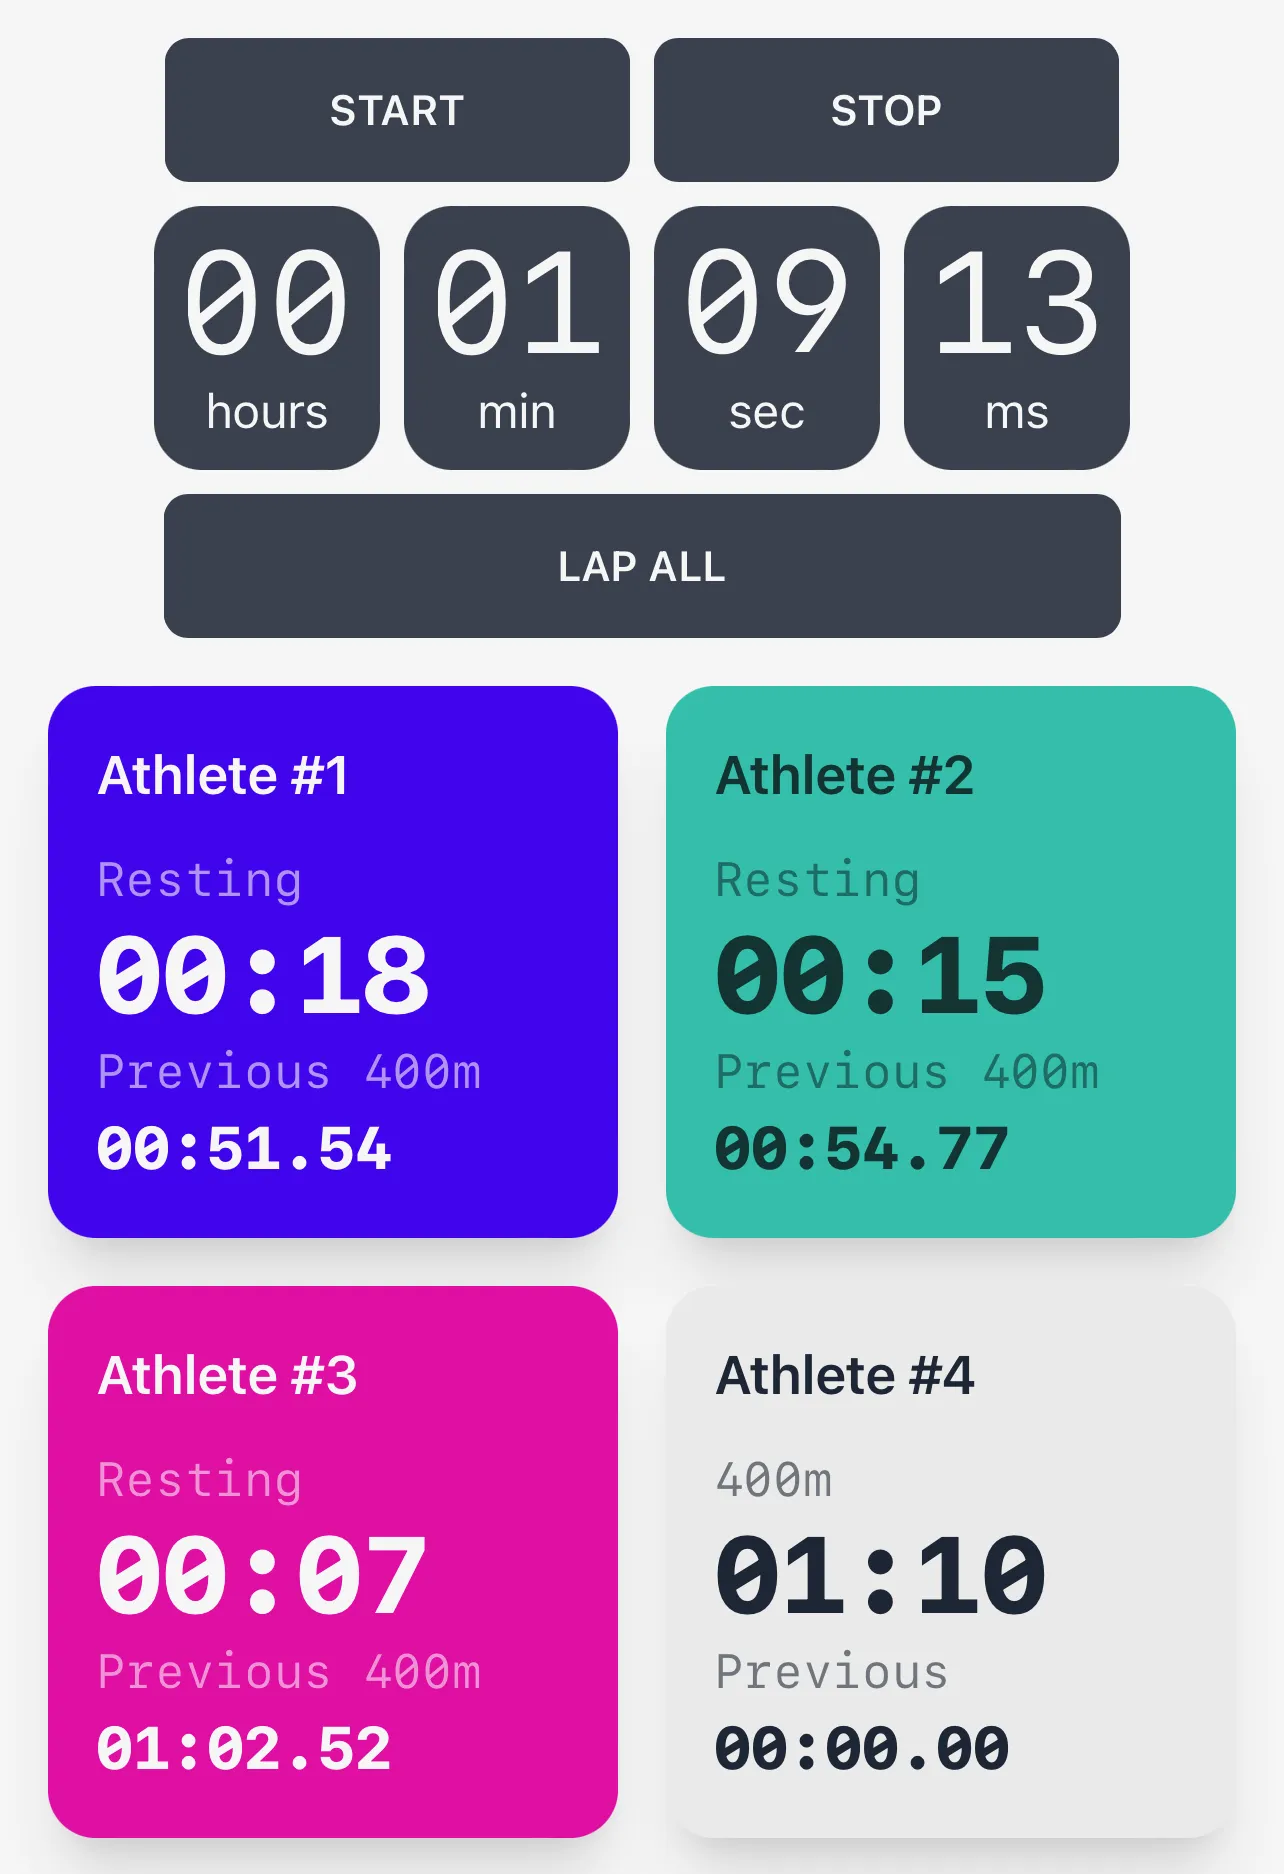 START STOP
00 01 09 13
hours min sec ms
LAP ALL
Athlete #1
Resting
00:18
Previous 400m
00:51.54
Athlete #2
Resting
00:15
Previous 400m
00:54.77
Athlete #3
Resting
00:07
Previous 400m
01:02.52
Athlete #4
400m
01:10
Previous
00:00.00